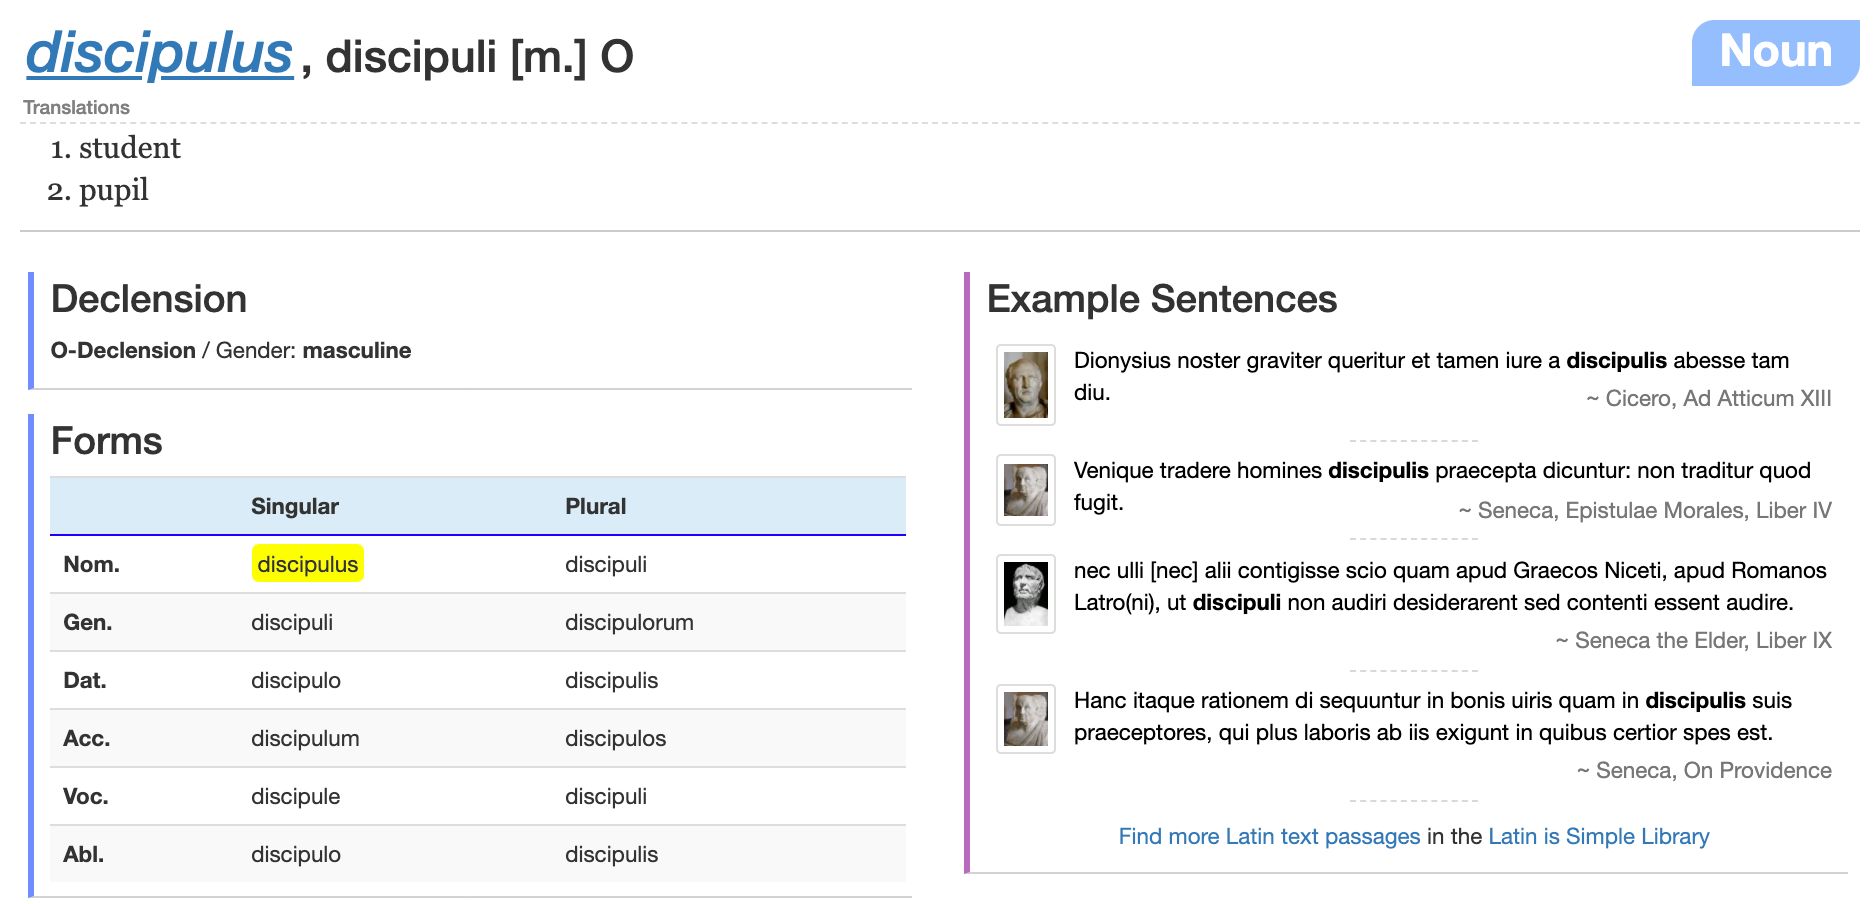 discipulus, discipuli [m.] O
Noun
Translations
1. student
2. pupil
Declension
O-Declension / Gender: masculine
Forms
Singular Plural
Nom. discipulus discipuli
Gen. discipuli discipulorum
Dat. discipulo discipulis
Acc. discipulum discipulos
Voc. discipule discipuli
Abl. discipulo discipulis
Example Sentences
Dionysius noster graviter queritur et tamen iure a discipulis abesse tam
diu.
~ Cicero, Ad Atticum XIII
Venique tradere homines discipulis praecepta dicuntur: non traditur quod
fugit.
~ Seneca, Epistulae Morales, Liber IV
nec ulli [nec] alii contigisse scio quam apud Graecos Niceti, apud Romanos
Latro(ni), ut discipuli non audiri desiderarent sed contenti essent audire.
~ Seneca the Elder, Liber IX
Hanc itaque rationem di sequuntur in bonis uiris quam in discipulis suis
praeceptores, qui plus laboris ab iis exigunt in quibus certior spes est.
~ Seneca, On Providence
Find more Latin text passages in the Latin is Simple Library